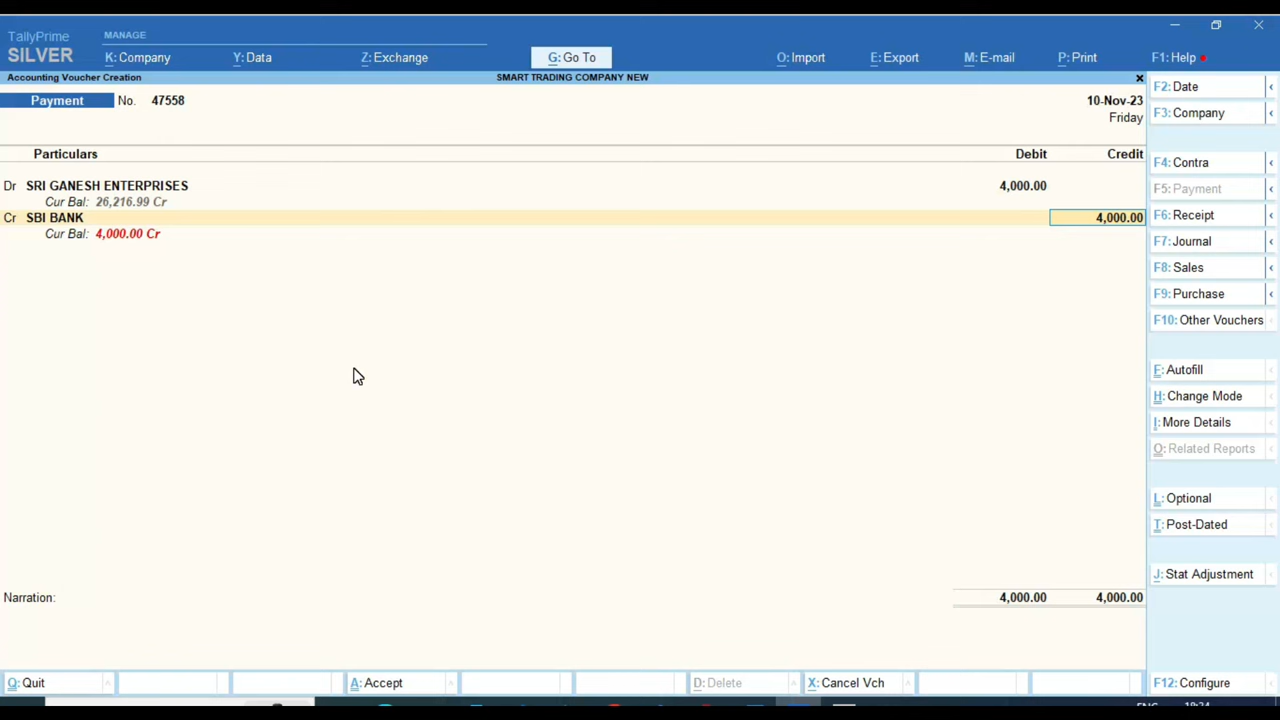 TallyPrime
SILVER
MANAGE
K: Company
Y: Data
Z: Exchange
G: Go To
O: Import
E: Export
M: E-mail
P: Print
F1: Help
Accounting Voucher Creation
SMART TRADING COMPANY NEW
Payment No. 47558
10-Nov-23
Friday
Particulars Debit Credit
Dr SRI GANESH ENTERPRISES 4,000.00
Cur Bal: 26,216.99 Cr
Cr SBI BANK 4,000.00
Cur Bal: 4,000.00 Cr
Narration: 4,000.00 4,000.00
F2: Date
F3: Company
F4: Contra
F5: Payment
F6: Receipt
F7: Journal
F8: Sales
F9: Purchase
F10: Other Vouchers
F: Autofill
H: Change Mode
I: More Details
O: Related Reports
L: Optional
T: Post-Dated
J: Stat Adjustment
Q: Quit
A: Accept
D: Delete
X: Cancel Vch
F12: Configure